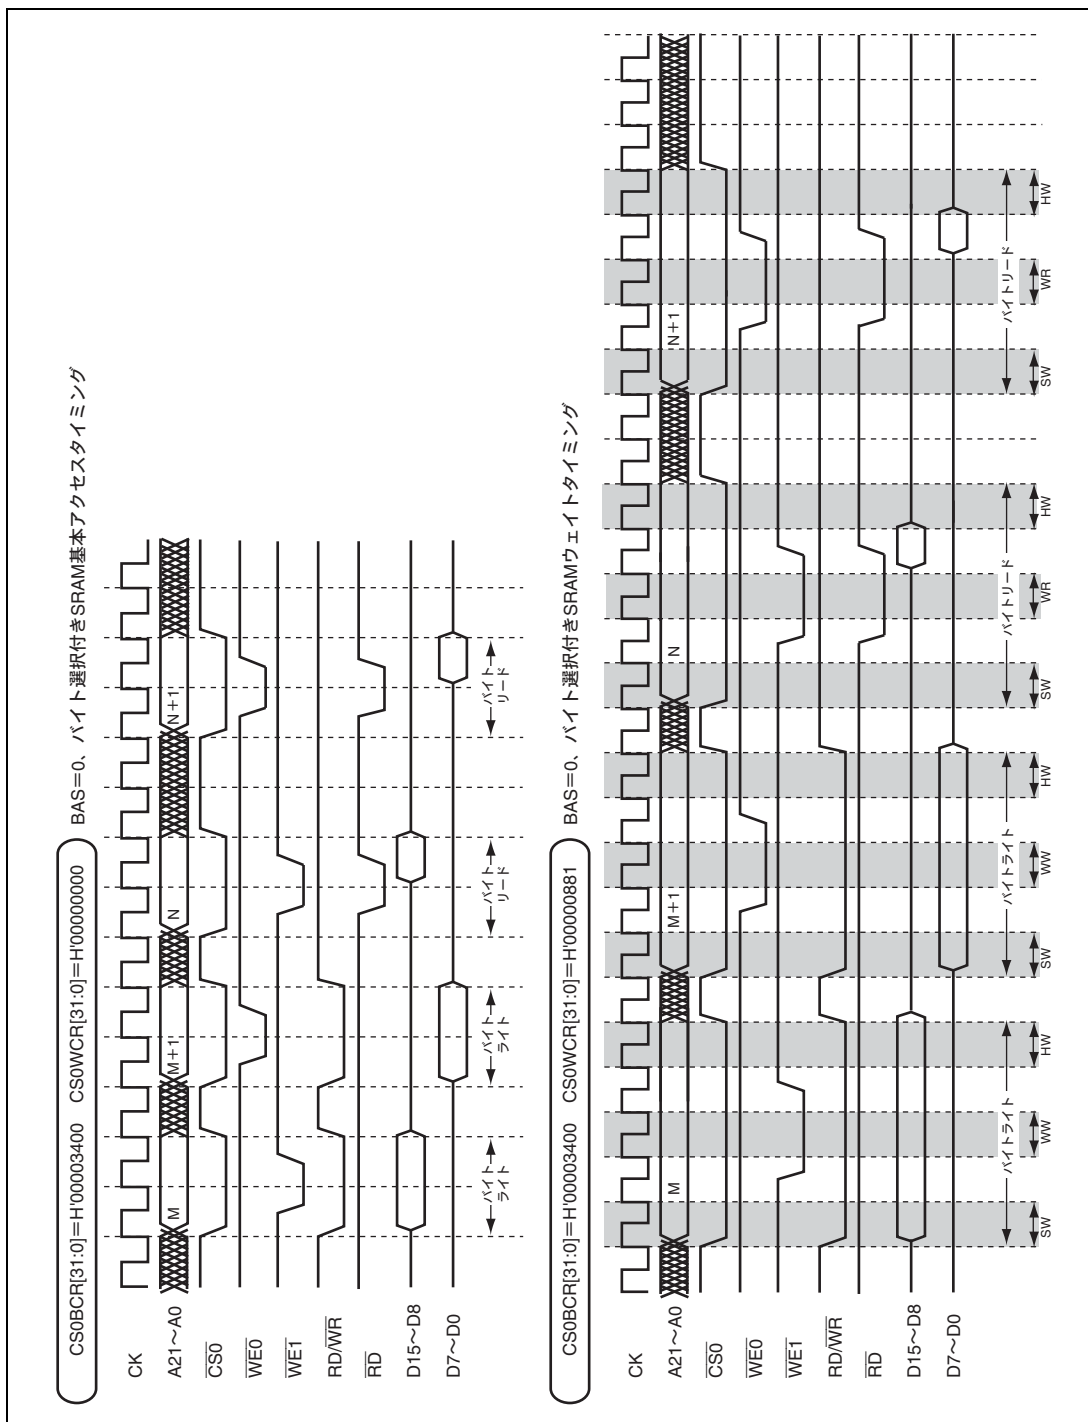 CS0BCR[31:0]＝H'00003400　CS0WCR[31:0]＝H'00000000　BAS＝0、バイト選択付きSRAM基本アクセスタイミング
CK
A21～A0　M　M＋1　N　N＋1
CS0
WE0
WE1
RD/WR
RD
D15～D8
D7～D0
バイト　バイト　バイト　バイト
ライト　ライト　リード　リード
CS0BCR[31:0]＝H'00003400　CS0WCR[31:0]＝H'00000881　BAS＝0、バイト選択付きSRAMウェイトタイミング
CK
A21～A0　M　M＋1　N　N＋1
CS0
WE0
WE1
RD/WR
RD
D15～D8
D7～D0
バイトライト　バイトライト　バイトリード　バイトリード
SW　WW　HW　SW　WW　HW　SW　WR　HW　SW　WR　HW